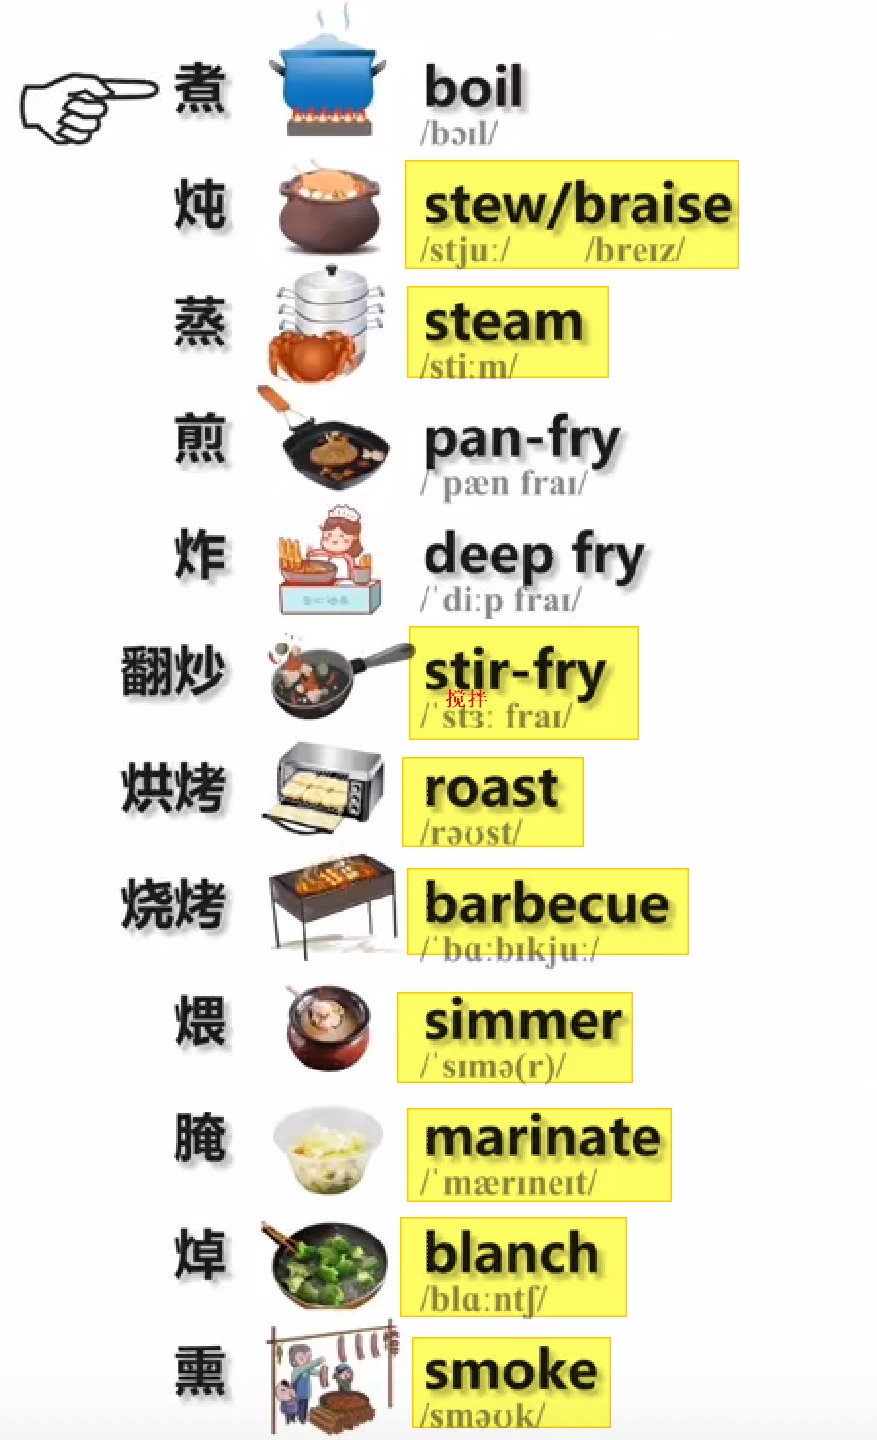 煮 boil
/bɔɪl/
炖 stew/braise
/stjuː/ /breɪz/
蒸 steam
/stiːm/
煎 pan-fry
/ˈpæn fraɪ/
炸 deep fry
/ˈdiːp fraɪ/
翻炒 stir-fry
搅拌
/ˈstɜː fraɪ/
烘烤 roast
/rəʊst/
烧烤 barbecue
/ˈbɑːbɪkjuː/
煨 simmer
/ˈsɪmə(r)/
腌 marinate
/ˈmærɪneɪt/
焯 blanch
/blɑːntʃ/
熏 smoke
/sməʊk/